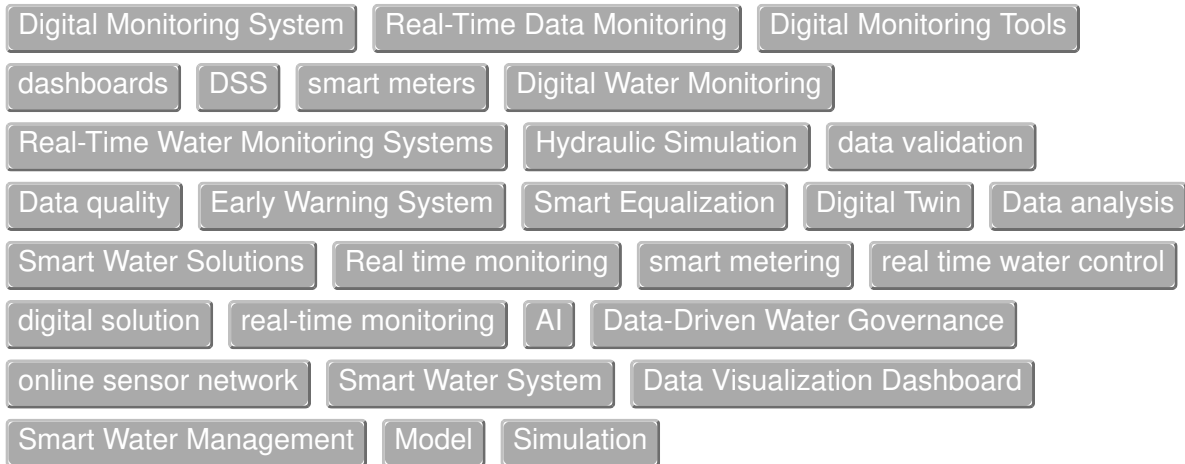 Digital Monitoring System Real-Time Data Monitoring Digital Monitoring Tools
dashboards DSS smart meters Digital Water Monitoring
Real-Time Water Monitoring Systems Hydraulic Simulation data validation
Data quality Early Warning System Smart Equalization Digital Twin Data analysis
Smart Water Solutions Real time monitoring smart metering real time water control
digital solution real-time monitoring AI Data-Driven Water Governance
online sensor network Smart Water System Data Visualization Dashboard
Smart Water Management Model Simulation